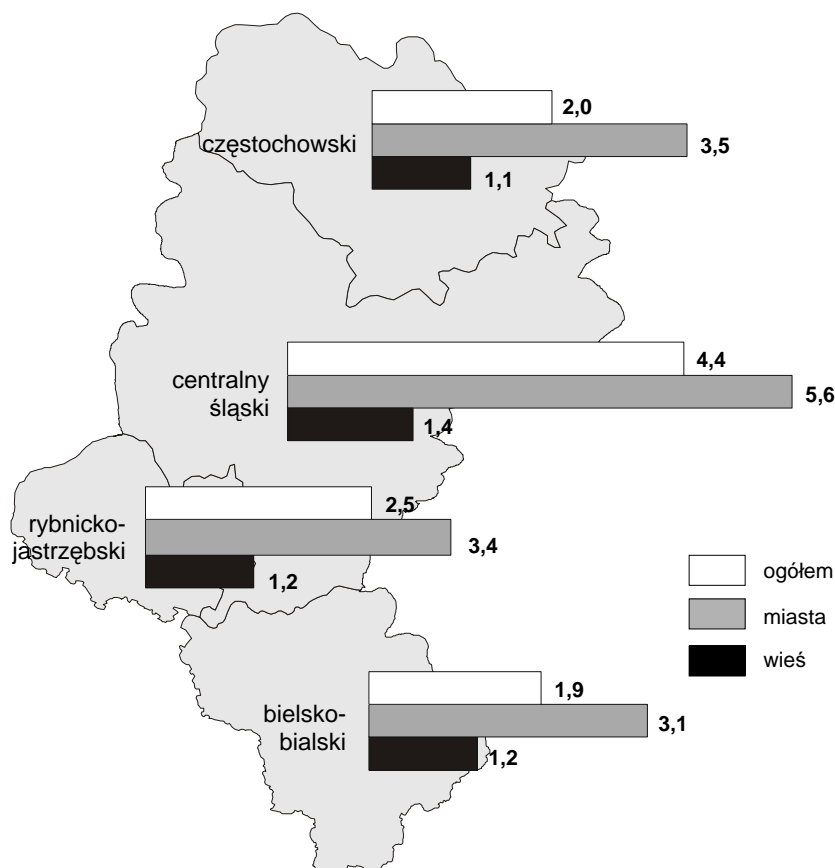 częstochowski
2,0
3,5
1,1
centralny
śląski
4,4
5,6
1,4
rybnicko-
jastrzębski
2,5
3,4
1,2
ogółem
miasta
wieś
bielsko-
bialski
1,9
3,1
1,2